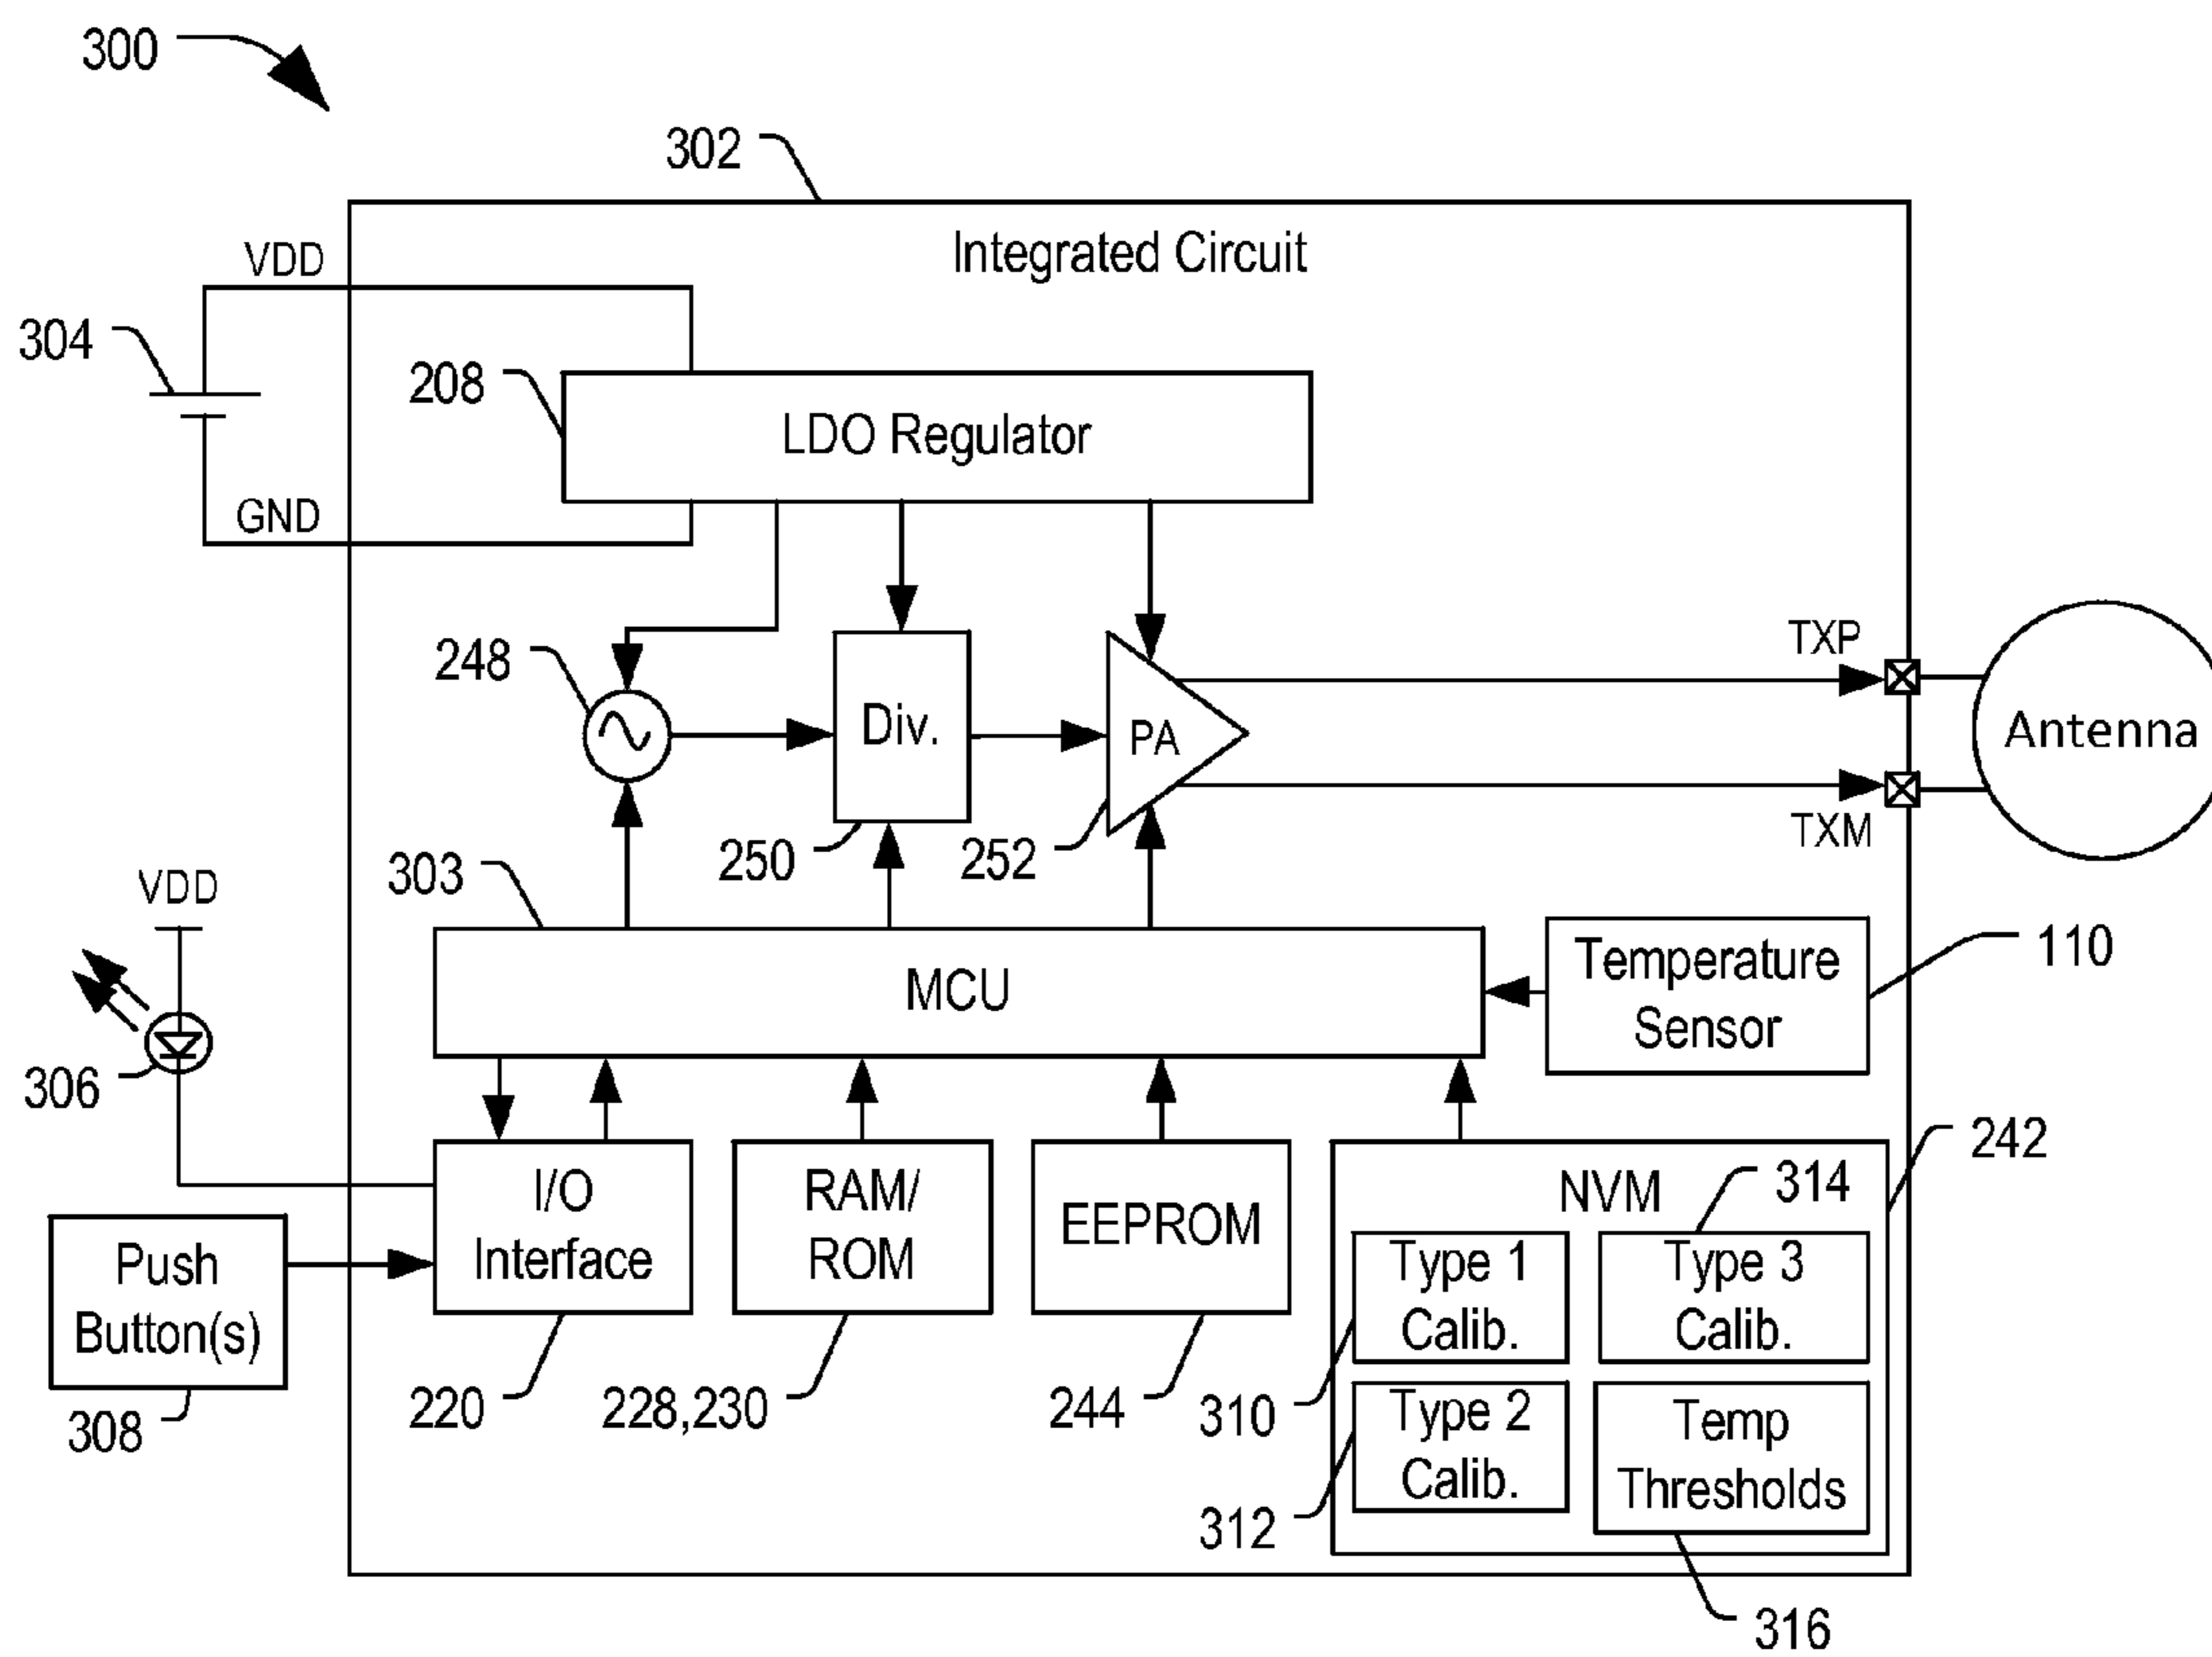 300
302
Integrated Circuit
VDD
304
208
LDO Regulator
GND
248
Div.
PA
TXP
Antenna
TXM
250
252
303
VDD
MCU
Temperature
Sensor
110
306
I/O
Interface
RAM/
ROM
EEPROM
NVM
314
242
Type 1
Calib.
Type 3
Calib.
Push
Button(s)
308
220
228,230
244
310
Type 2
Calib.
312
Temp
Thresholds
316